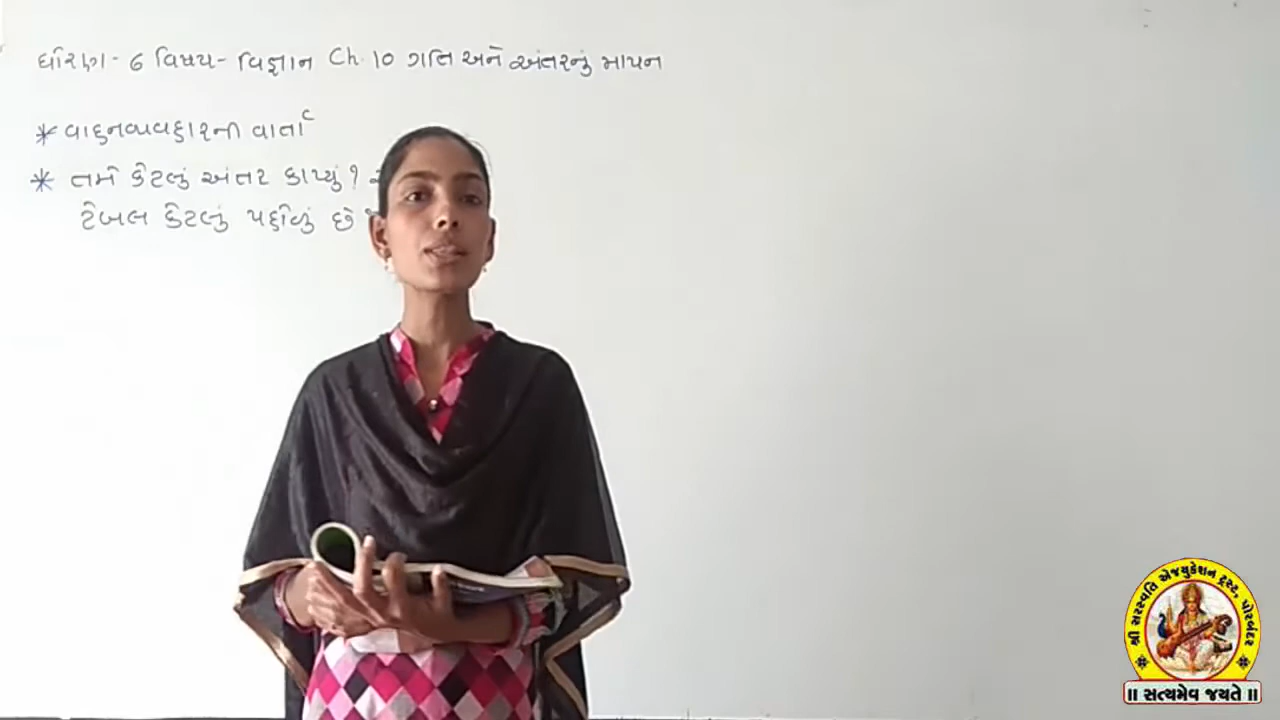 ધોરણ - 6 વિષય - વિજ્ઞાન Ch 10 ગતિ અને અંતરનું માપન
* વાહનવ્યવહારની વાર્તા
* તમે કેટલું અંતર કાપ્યું?
ટેબલ કેટલું પહોળું છે?
શ્રી સરસ્વતિ એજયુકેશન ટ્રસ્ટ, પોરબંદર
॥ સત્યમેવ જયતે ॥